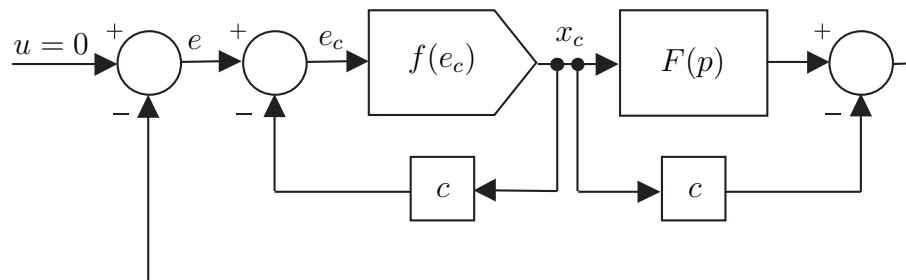 u = 0
+
−
e
+
−
e_c
f(e_c)
x_c
F(p)
+
−
c
c